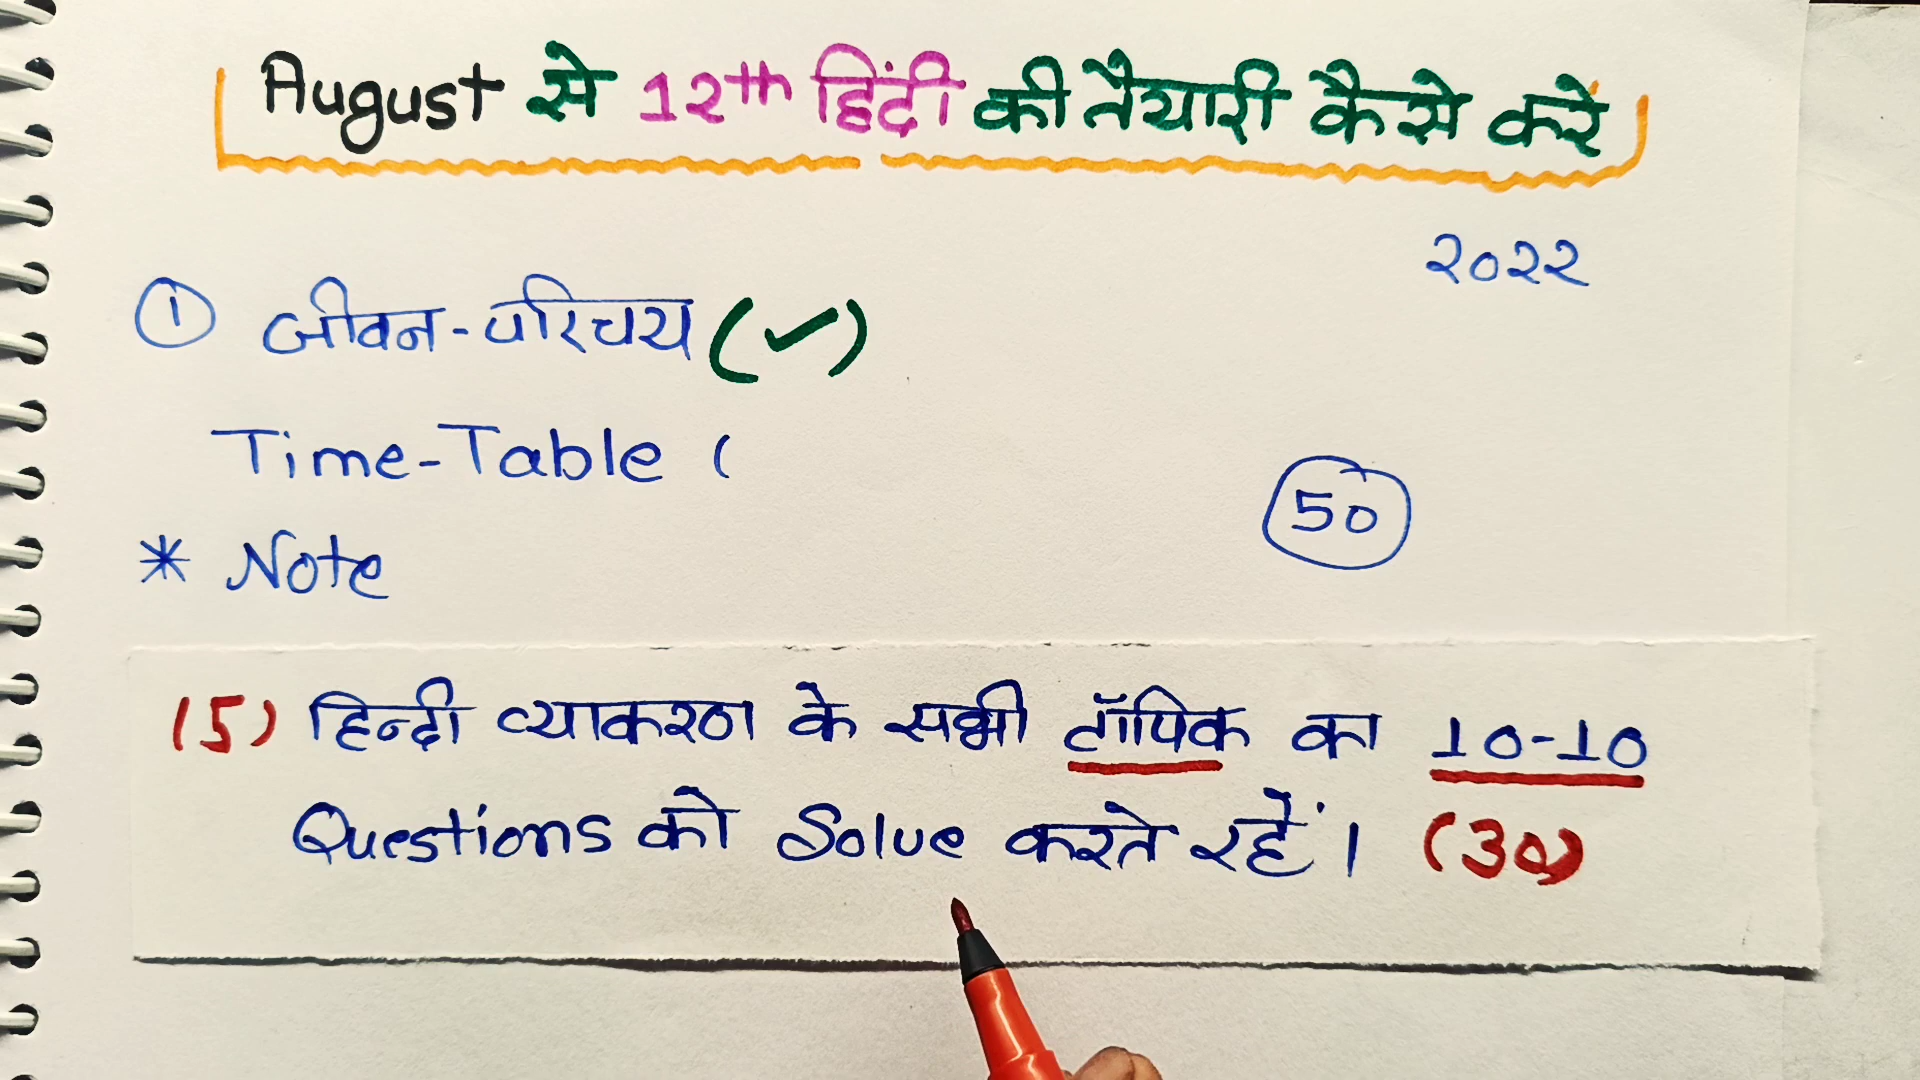 August से 12th हिंदी की तैयारी कैसे करें
२०२२
① जीवन-परिचय (✓)
Time-Table (
50
* Note
(5) हिन्दी व्याकरण के सभी टॉपिक का 10-10
Questions को Solve करते रहें। (30)